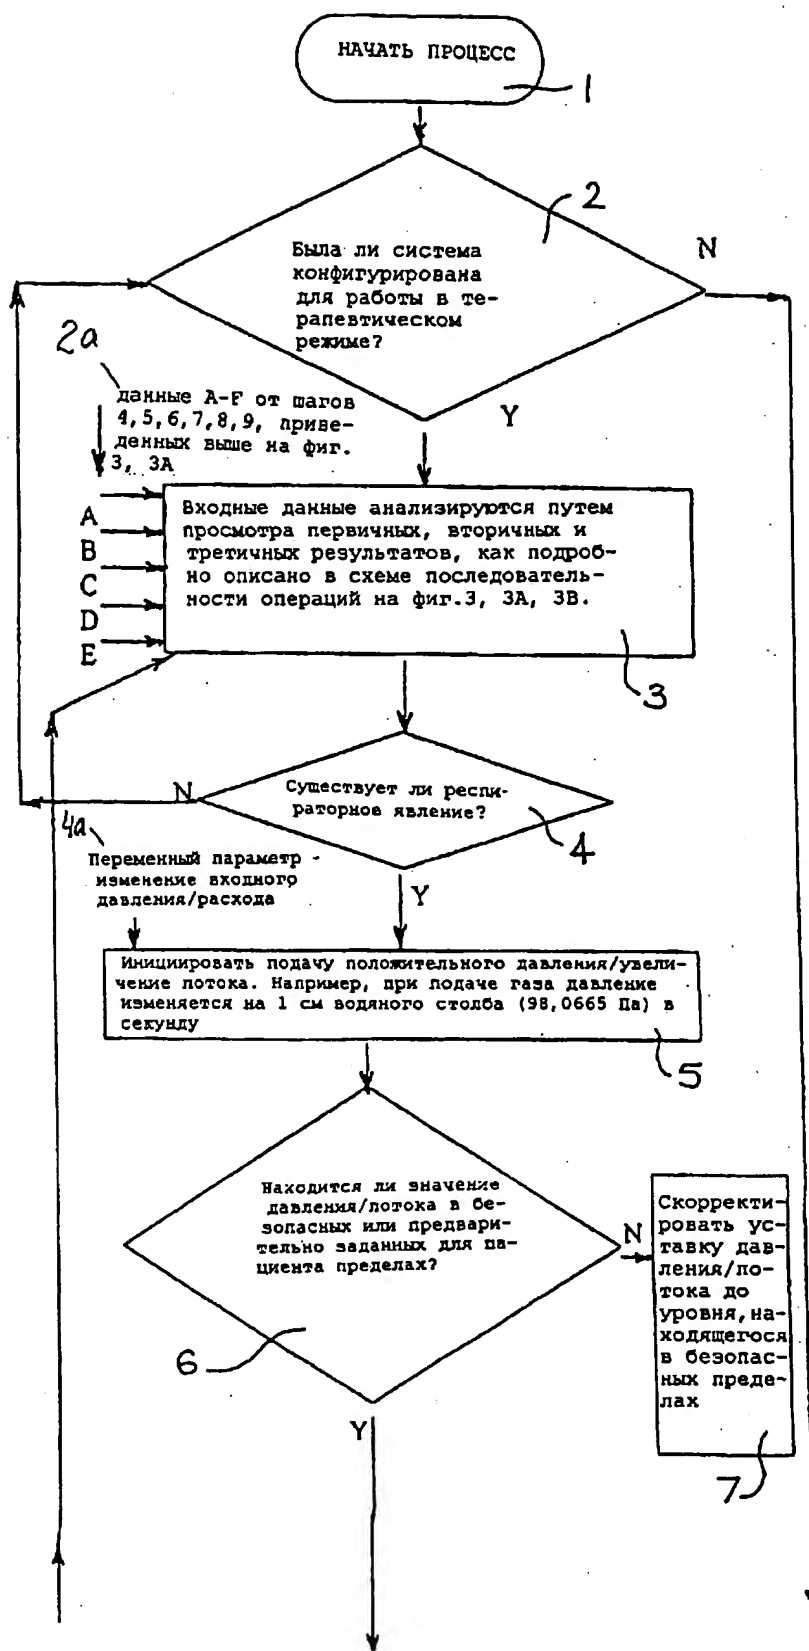 НАЧАТЬ ПРОЦЕСС
1
2
N
Была ли система
конфигурирована
для работы в те-
рапевтическом
режиме?
2a
данные A-F от шагов
4,5,6,7,8,9, приве-
денных выше на фиг.
3, 3A
Y
A
B
C
D
E
Входные данные анализируются путем
просмотра первичных, вторичных и
третичных результатов, как подроб-
но описано в схеме последователь-
ности операций на фиг.3, 3A, 3B.
3
N
Существует ли респи-
раторное явление?
4
4a
Переменный параметр -
изменение входного
давления/расхода
Y
Инициировать подачу положительного давления/увели-
чение потока. Например, при подаче газа давление
изменяется на 1 см водяного столба (98,0665 Па) в
секунду
5
Находится ли значение
давления/потока в бе-
зопасных или предвари-
тельно заданных для па-
циента пределах?
N
6
Y
Скорректи-
ровать ус-
тавку дав-
ления/по-
тока до
уровня, на-
ходящегося
в безопас-
ных преде-
лах
7